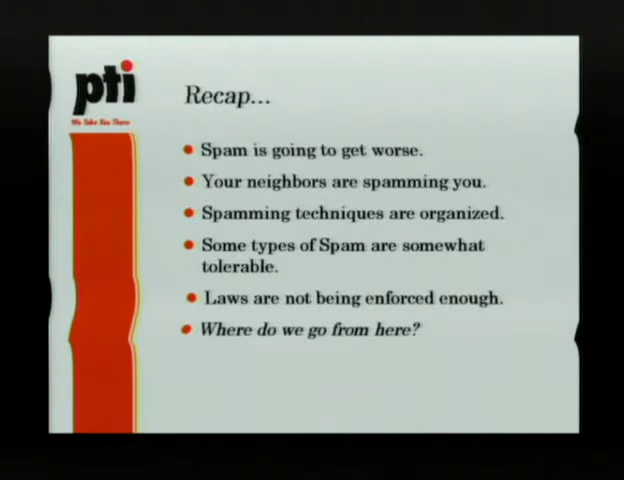 pti
We Take You There
Recap...
Spam is going to get worse.
Your neighbors are spamming you.
Spamming techniques are organized.
Some types of Spam are somewhat
tolerable.
Laws are not being enforced enough.
Where do we go from here?